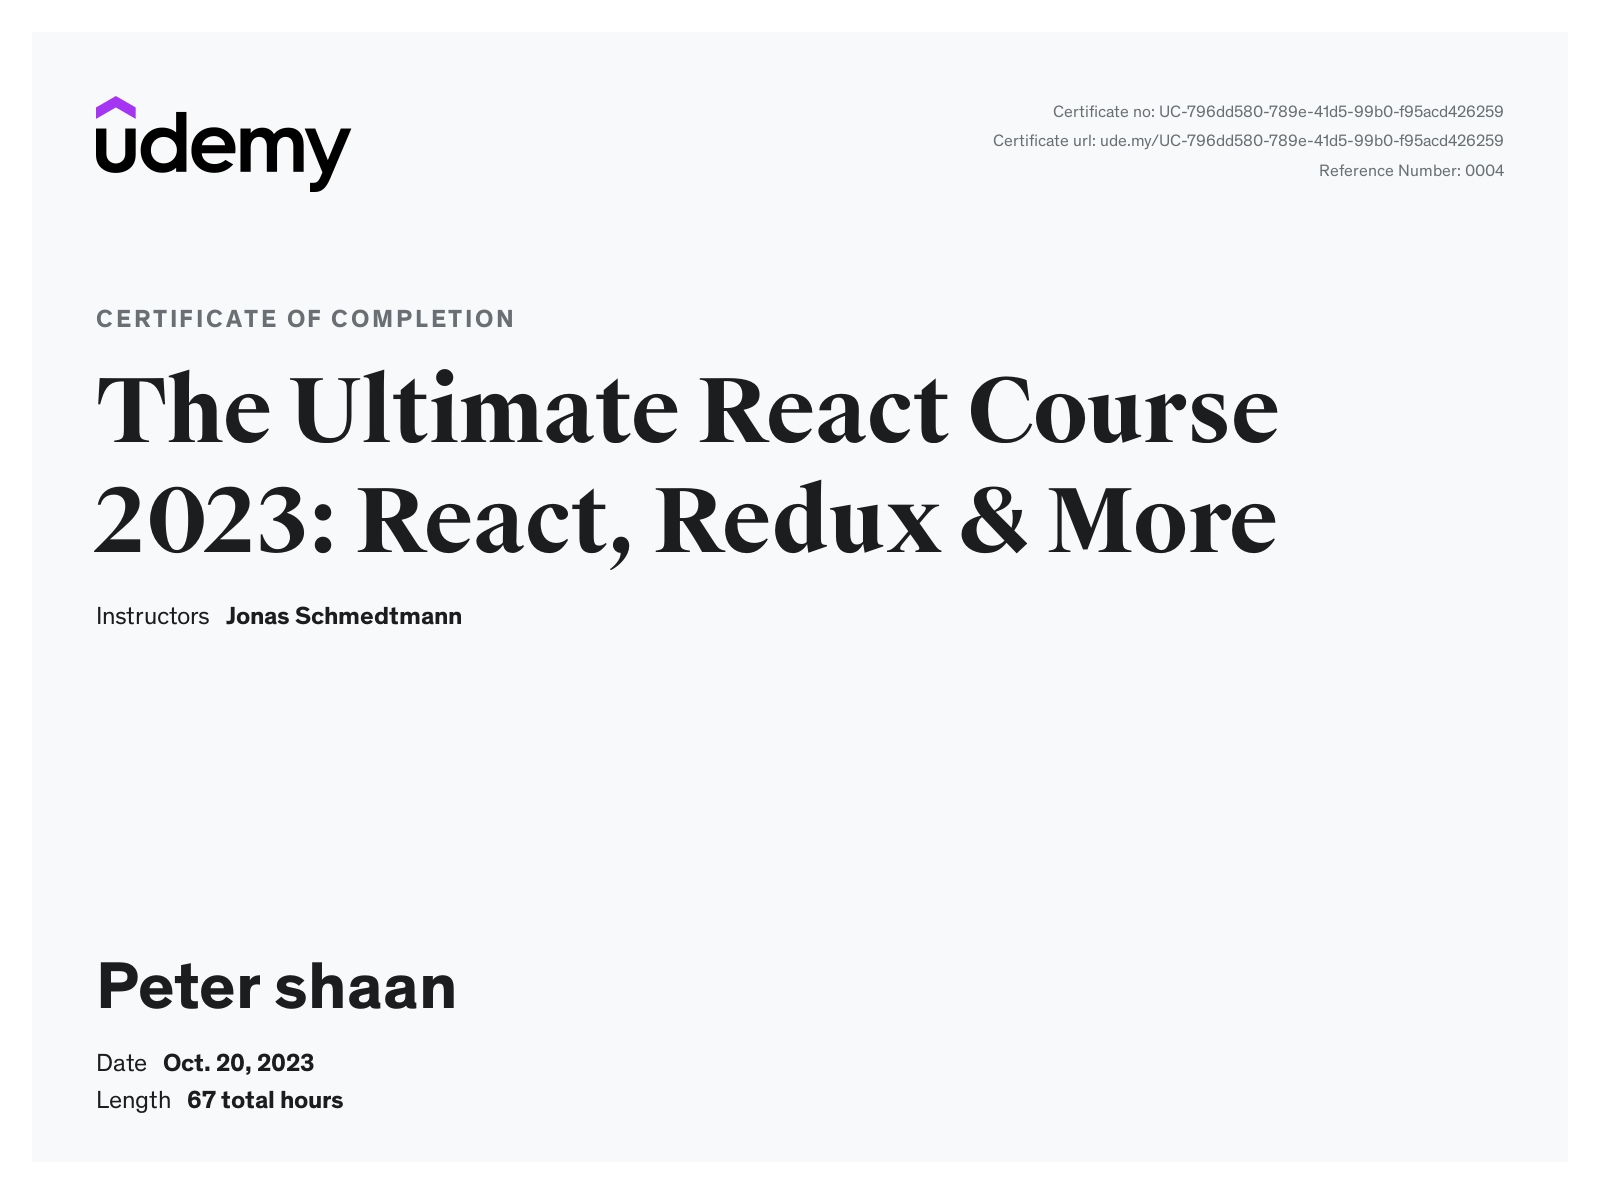 udemy
Certificate no: UC-796dd580-789e-41d5-99b0-f95acd426259
Certificate url: ude.my/UC-796dd580-789e-41d5-99b0-f95acd426259
Reference Number: 0004
CERTIFICATE OF COMPLETION
The Ultimate React Course
2023: React, Redux & More
Instructors Jonas Schmedtmann
Peter shaan
Date Oct. 20, 2023
Length 67 total hours